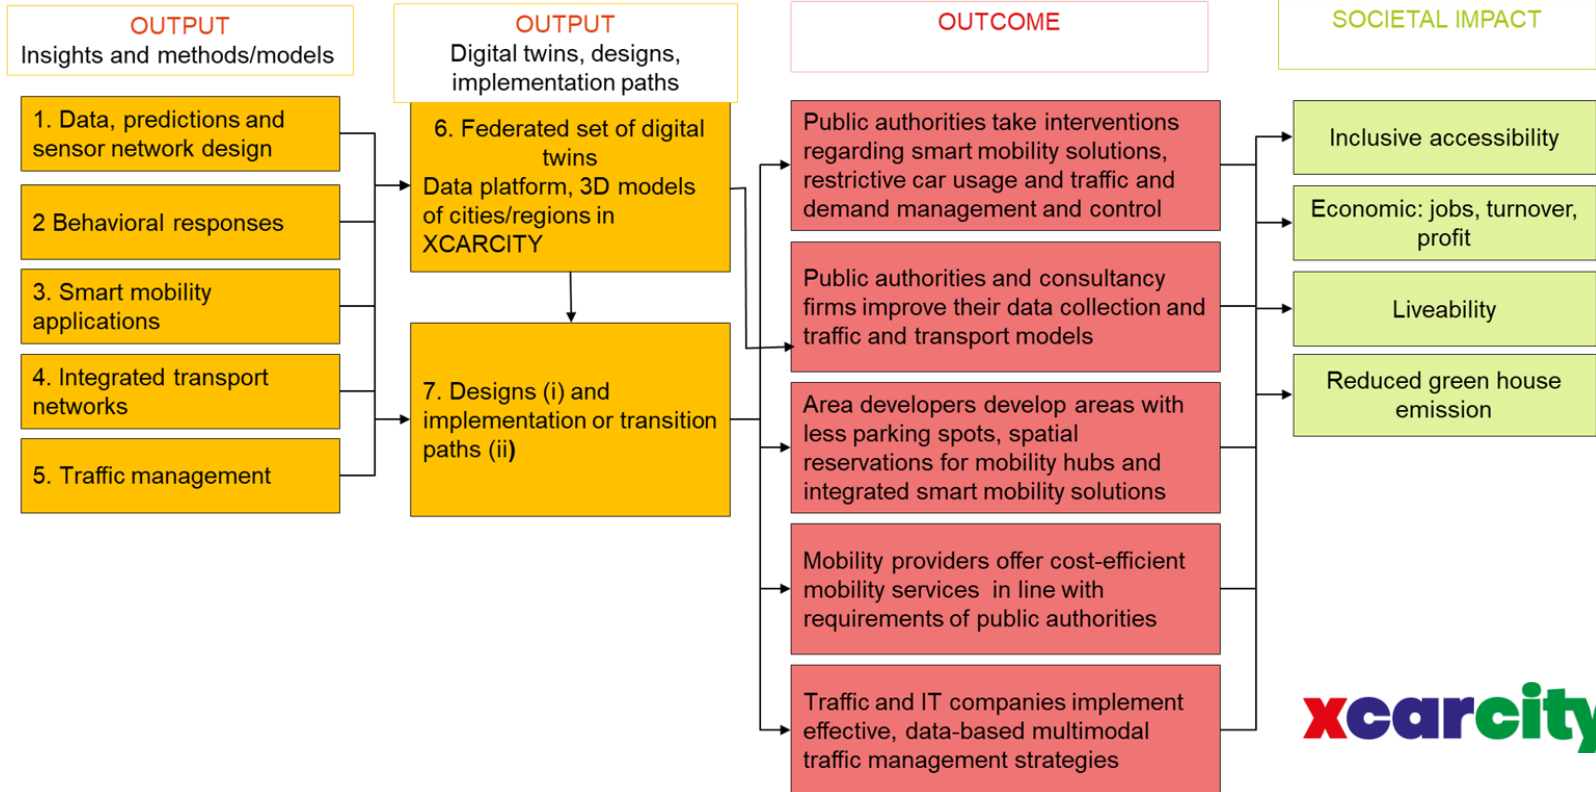 OUTPUT
Insights and methods/models
1. Data, predictions and
sensor network design
2 Behavioral responses
3. Smart mobility
applications
4. Integrated transport
networks
5. Traffic management
OUTPUT
Digital twins, designs,
implementation paths
6. Federated set of digital
twins
Data platform, 3D models
of cities/regions in
XCARCITY
7. Designs (i) and
implementation or transition
paths (ii)
OUTCOME
Public authorities take interventions
regarding smart mobility solutions,
restrictive car usage and traffic and
demand management and control
Public authorities and consultancy
firms improve their data collection and
traffic and transport models
Area developers develop areas with
less parking spots, spatial
reservations for mobility hubs and
integrated smart mobility solutions
Mobility providers offer cost-efficient
mobility services in line with
requirements of public authorities
Traffic and IT companies implement
effective, data-based multimodal
traffic management strategies
SOCIETAL IMPACT
Inclusive accessibility
Economic: jobs, turnover,
profit
Liveability
Reduced green house
emission
xcarcity